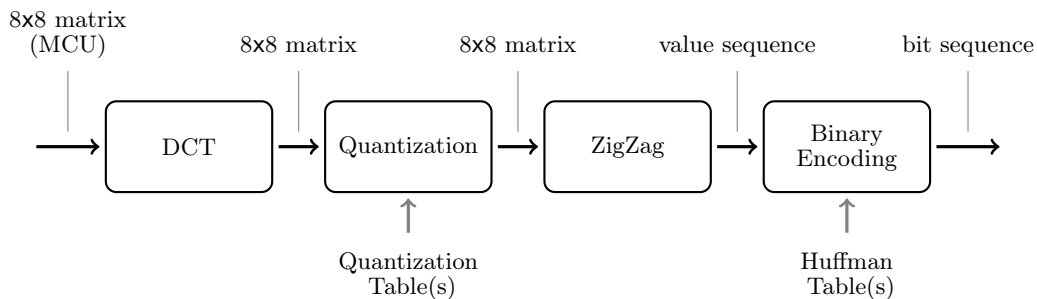 8x8 matrix
(MCU)
8x8 matrix
8x8 matrix
value sequence
bit sequence
DCT
Quantization
ZigZag
Binary
Encoding
Quantization
Table(s)
Huffman
Table(s)